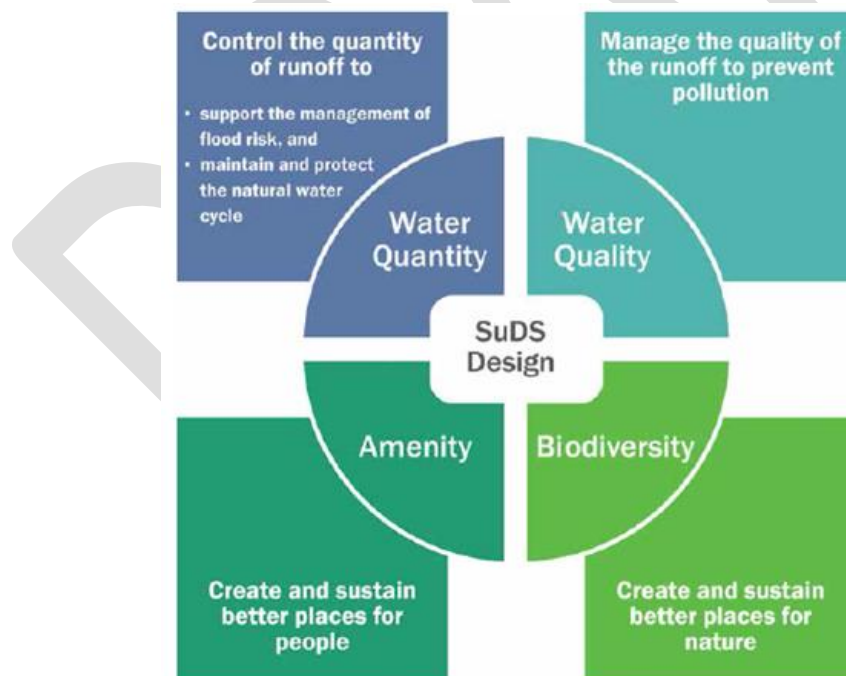 Control the quantity
of runoff to
• support the management of
flood risk, and
• maintain and protect
the natural water
cycle
Manage the quality of
the runoff to prevent
pollution
Water
Quantity
Water
Quality
SuDS
Design
Amenity
Biodiversity
Create and sustain
better places for
people
Create and sustain
better places for
nature